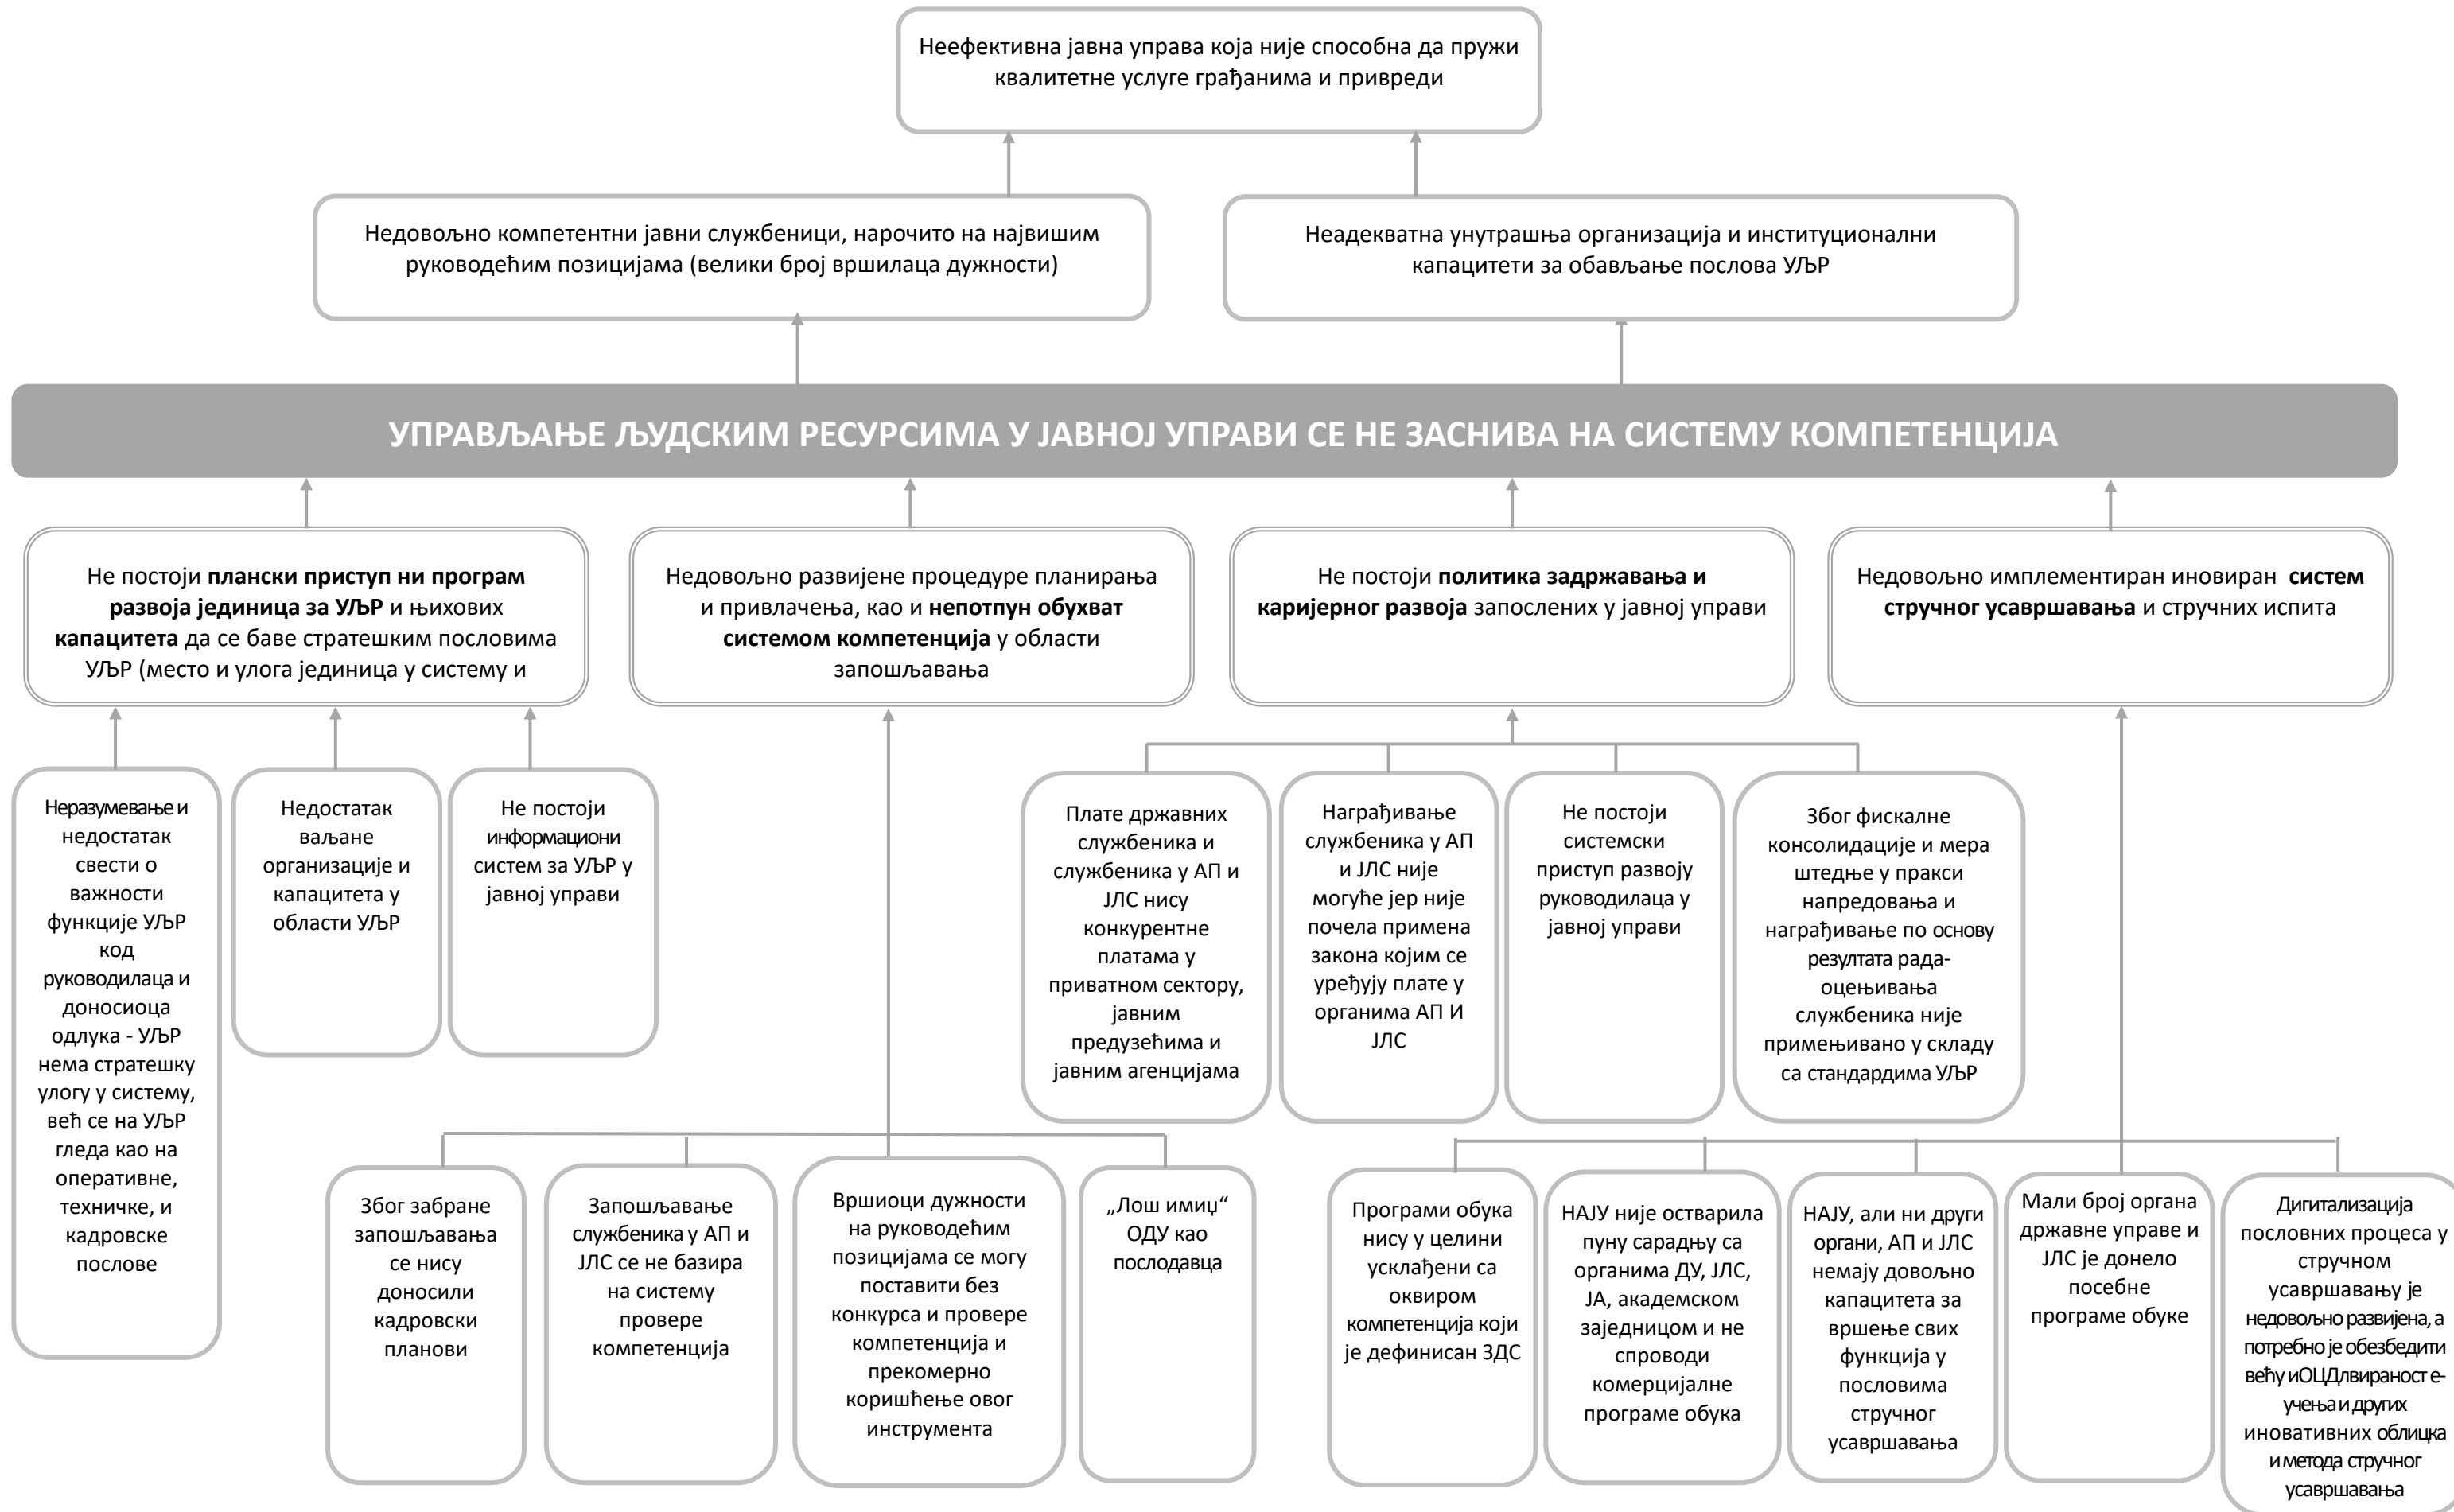 Неефективна јавна управа која није способна да пружи
квалитетне услуге грађанима и привреди
Недовољно компетентни јавни службеници, нарочито на највишим
руководећим позицијама (велики број вршилаца дужности)
Неадекватна унутрашња организација и институционални
капацитети за обављање послова УЉР
УПРАВЉАЊЕ ЉУДСКИМ РЕСУРСИМА У ЈАВНОЈ УПРАВИ СЕ НЕ ЗАСНИВА НА СИСТЕМУ КОМПЕТЕНЦИЈА
Не постоји плански приступ ни програм
развоја јединица за УЉР и њихових
капацитета да се баве стратешким пословима
УЉР (место и улога јединица у систему и
Недовољно развијене процедуре планирања
и привлачења, као и непотпун обухват
системом компетенција у области
запошљавања
Не постоји политика задржавања и
каријерног развоја запослених у јавној управи
Недовољно имплементиран иновиран систем
стручног усавршавања и стручних испита
Неразумевање и
недостатак
свести о
важности
функције УЉР
код
руководилаца и
доносиоца
одлука - УЉР
нема стратешку
улогу у систему,
већ се на УЉР
гледа као на
оперативне,
техничке, и
кадровске
послове
Недостатак
ваљане
организације и
капацитета у
области УЉР
Не постоји
информациони
систем за УЉР у
јавној управи
Плате државних
службеника и
службеника у АП и
ЈЛС нису
конкурентне
платама у
приватном сектору,
јавним
предузећима и
јавним агенцијама
Награђивање
службеника у АП
и ЈЛС није
могуће јер није
почела примена
закона којим се
уређују плате у
органима АП И
ЈЛС
Не постоји
системски
приступ развоју
руководилаца у
јавној управи
Због фискалне
консолидације и мера
штедње у пракси
напредовања и
награђивање по основу
резултата рада-
оцењивања
службеника није
примењивано у складу
са стандардима УЉР
Због забране
запошљавања
се нису
доносили
кадровски
планови
Запошљавање
службеника у АП и
ЈЛС се не базира
на систему
провере
компетенција
Вршиоци дужности
на руководећим
позицијама се могу
поставити без
конкурса и провере
компетенција и
прекомерно
коришћење овог
инструмента
„Лош имиџ“
ОДУ као
послодавца
Програми обука
нису у целини
усклађени са
оквиром
компетенција који
је дефинисан ЗДС
НАЈУ није остварила
пуну сарадњу са
органима ДУ, ЈЛС,
ЈА, академском
заједницом и не
спроводи
комерцијалне
програме обука
НАЈУ, али ни други
органи, АП и ЈЛС
немају довољно
капацитета за
вршење свих
функција у
пословима
стручног
усавршавања
Мали број органа
државне управе и
ЈЛС је донело
посебне
програме обуке
Дигитализација
пословних процеса у
стручном
усавршавању је
недовољно развијена, а
потребно је обезбедити
већу иОЦДлвираност е-
учења и других
иновативних облицка
и метода стручног
усавршавања